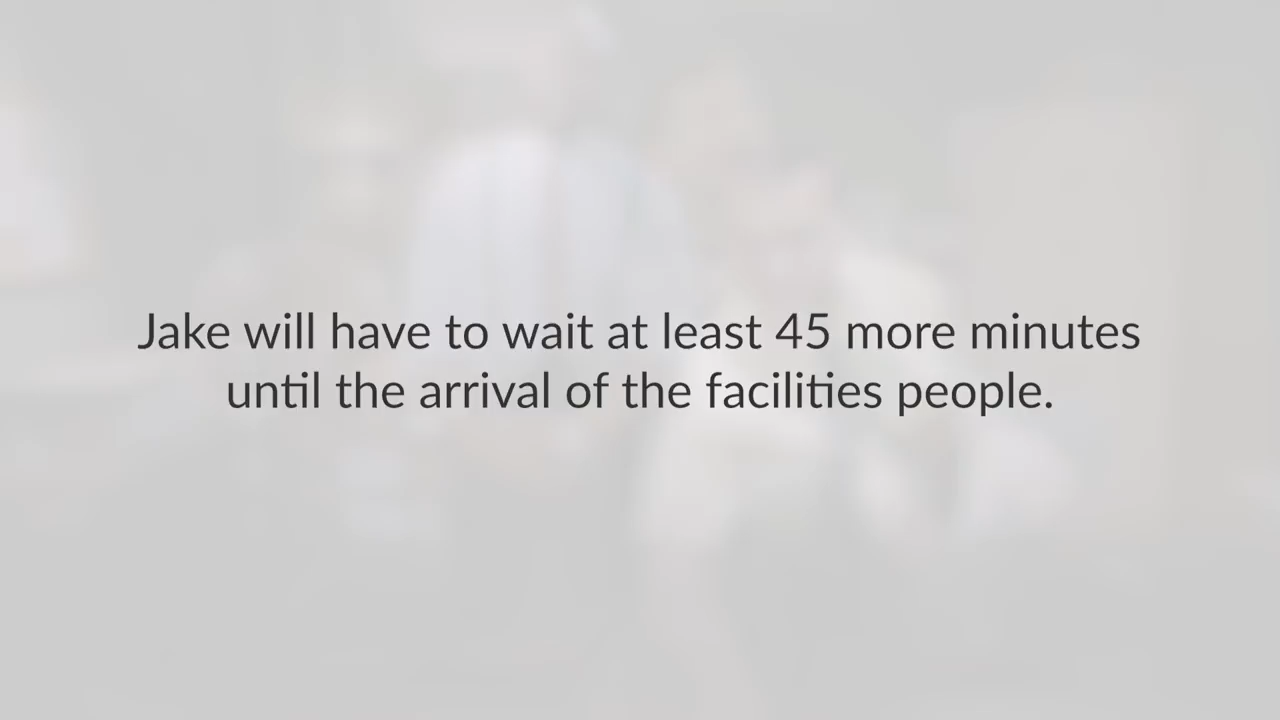 Jake will have to wait at least 45 more minutes
until the arrival of the facilities people.